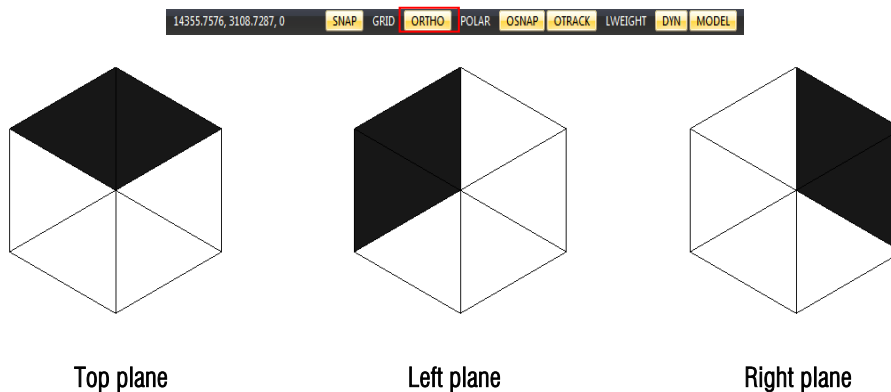 14355.7576, 3108.7287, 0 SNAP GRID ORTHO POLAR OSNAP OTRACK LWEIGHT DYN MODEL
Top plane Left plane Right plane